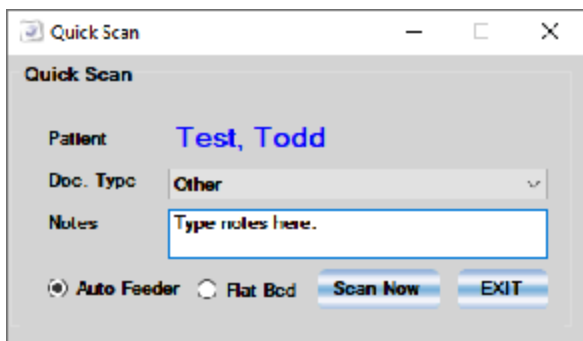 Quick Scan
Quick Scan
Patient Test, Todd
Doc. Type Other
Notes Type notes here.
Auto Feeder Flat Bed Scan Now EXIT